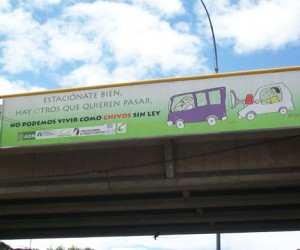 ESTACIÓNATE BIEN,
HAY OTROS QUE QUIEREN PASAR.
NO PODEMOS VIVIR COMO CHIVOS SIN LEY